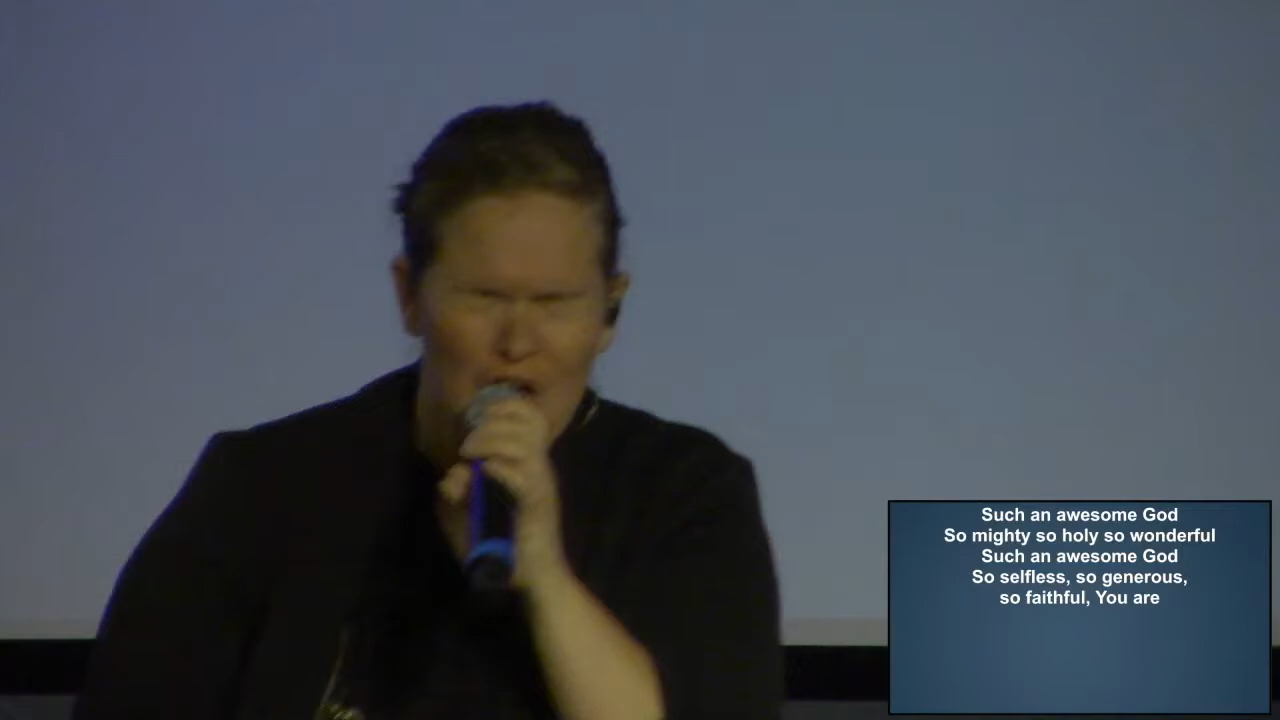 Such an awesome God
So mighty so holy so wonderful
Such an awesome God
So selfless, so generous,
so faithful, You are